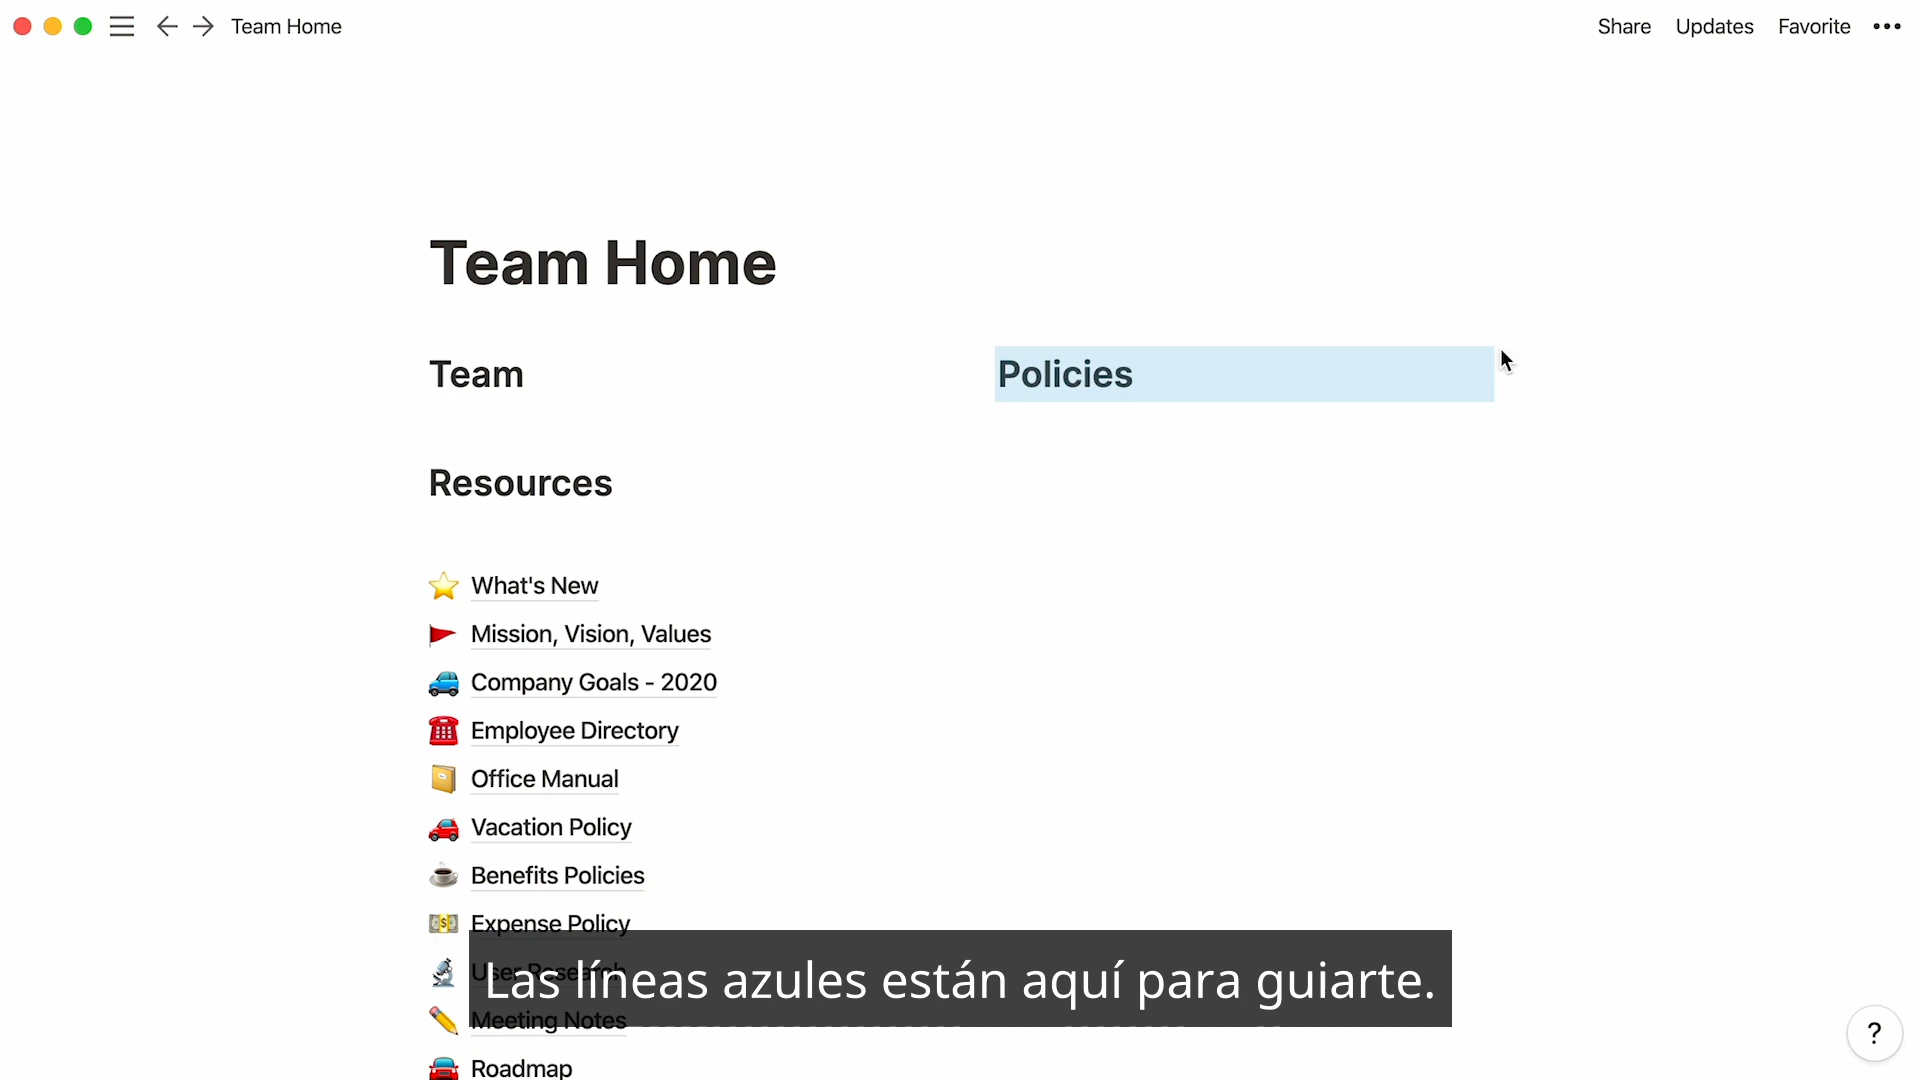 Team Home
Share Updates Favorite
Team Home
Team
Policies
Resources
What's New
Mission, Vision, Values
Company Goals - 2020
Employee Directory
Office Manual
Vacation Policy
Benefits Policies
Expense Policy
User Research
Las líneas azules están aquí para guiarte.
Meeting Notes
Roadmap
?